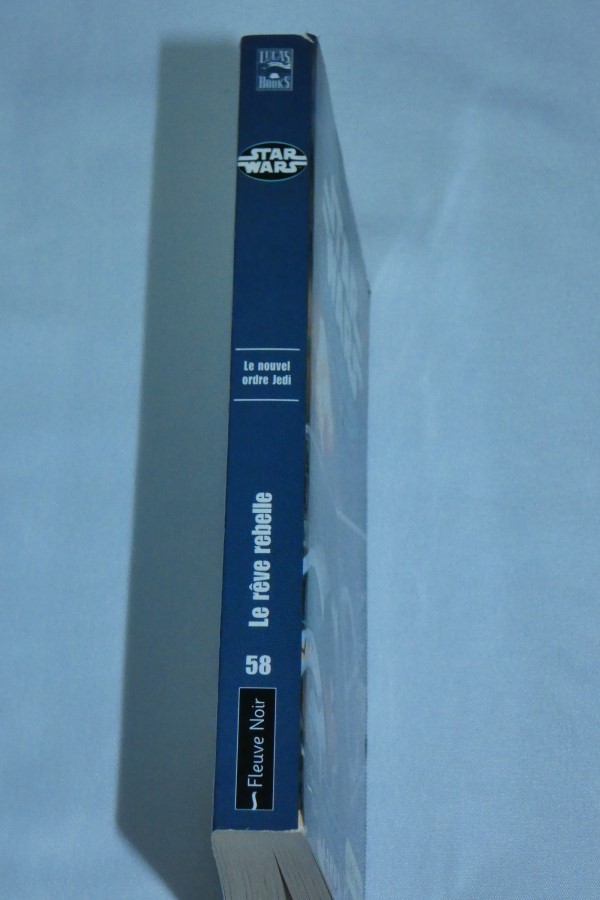 LUCAS
BOOKS
STAR
WARS
Le nouvel
ordre Jedi
Le rêve rebelle
58
Fleuve Noir